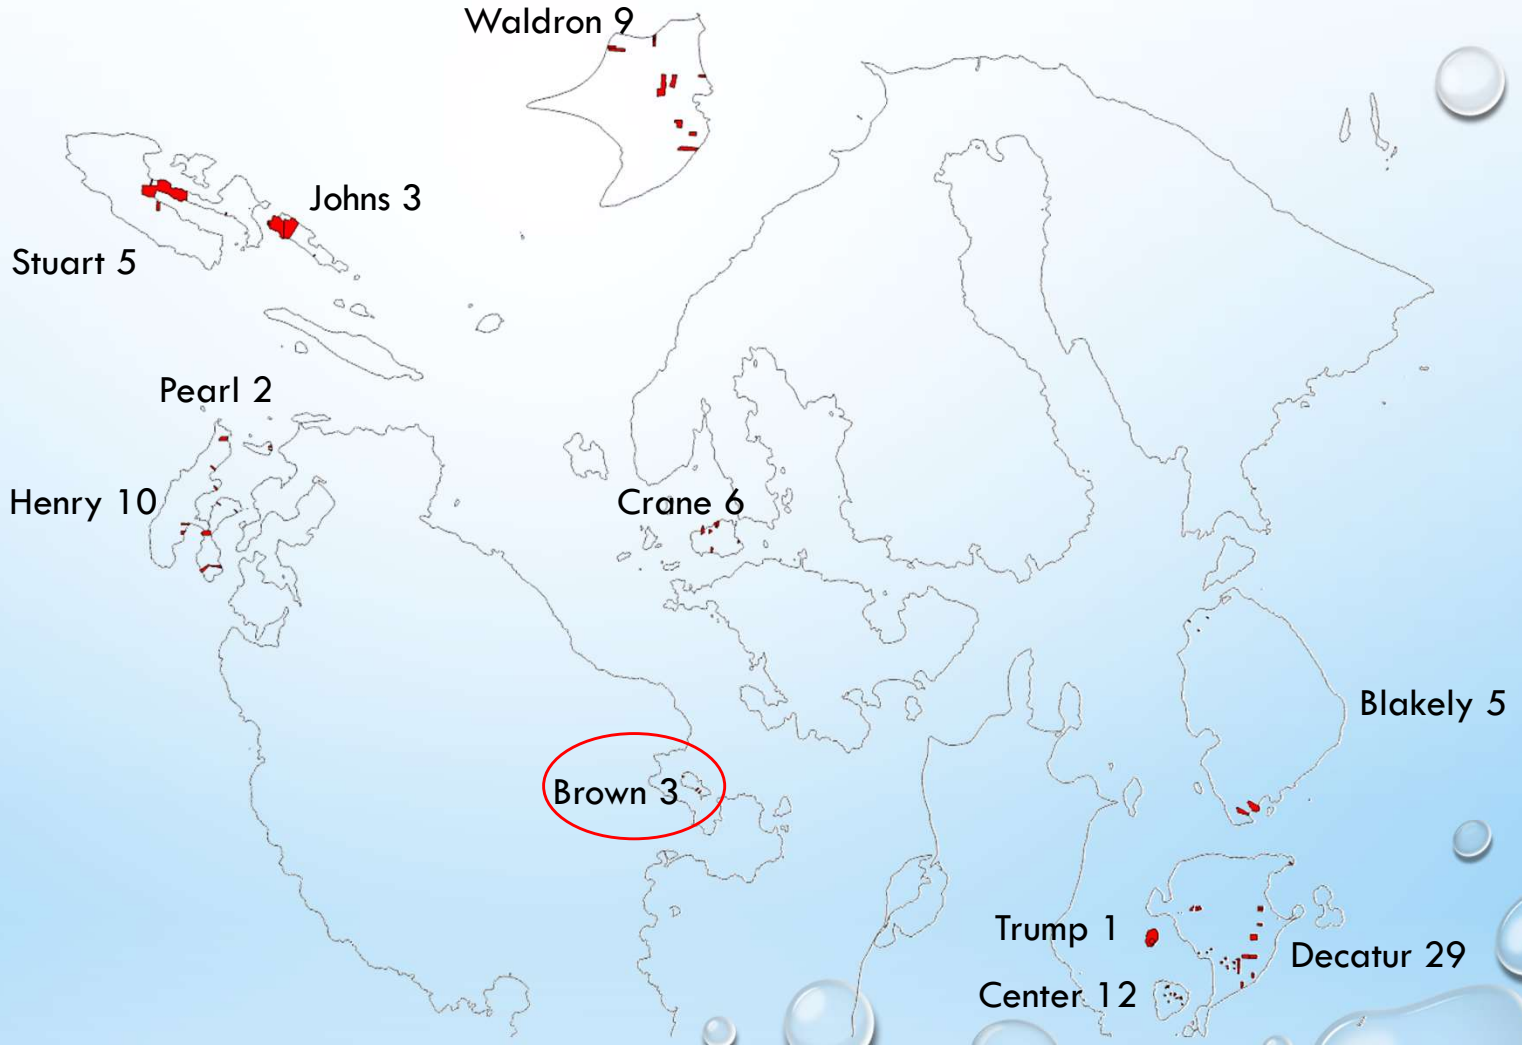 Waldron 9
Johns 3
Stuart 5
Pearl 2
Henry 10
Crane 6
Blakely 5
Brown 3
Trump 1
Decatur 29
Center 12